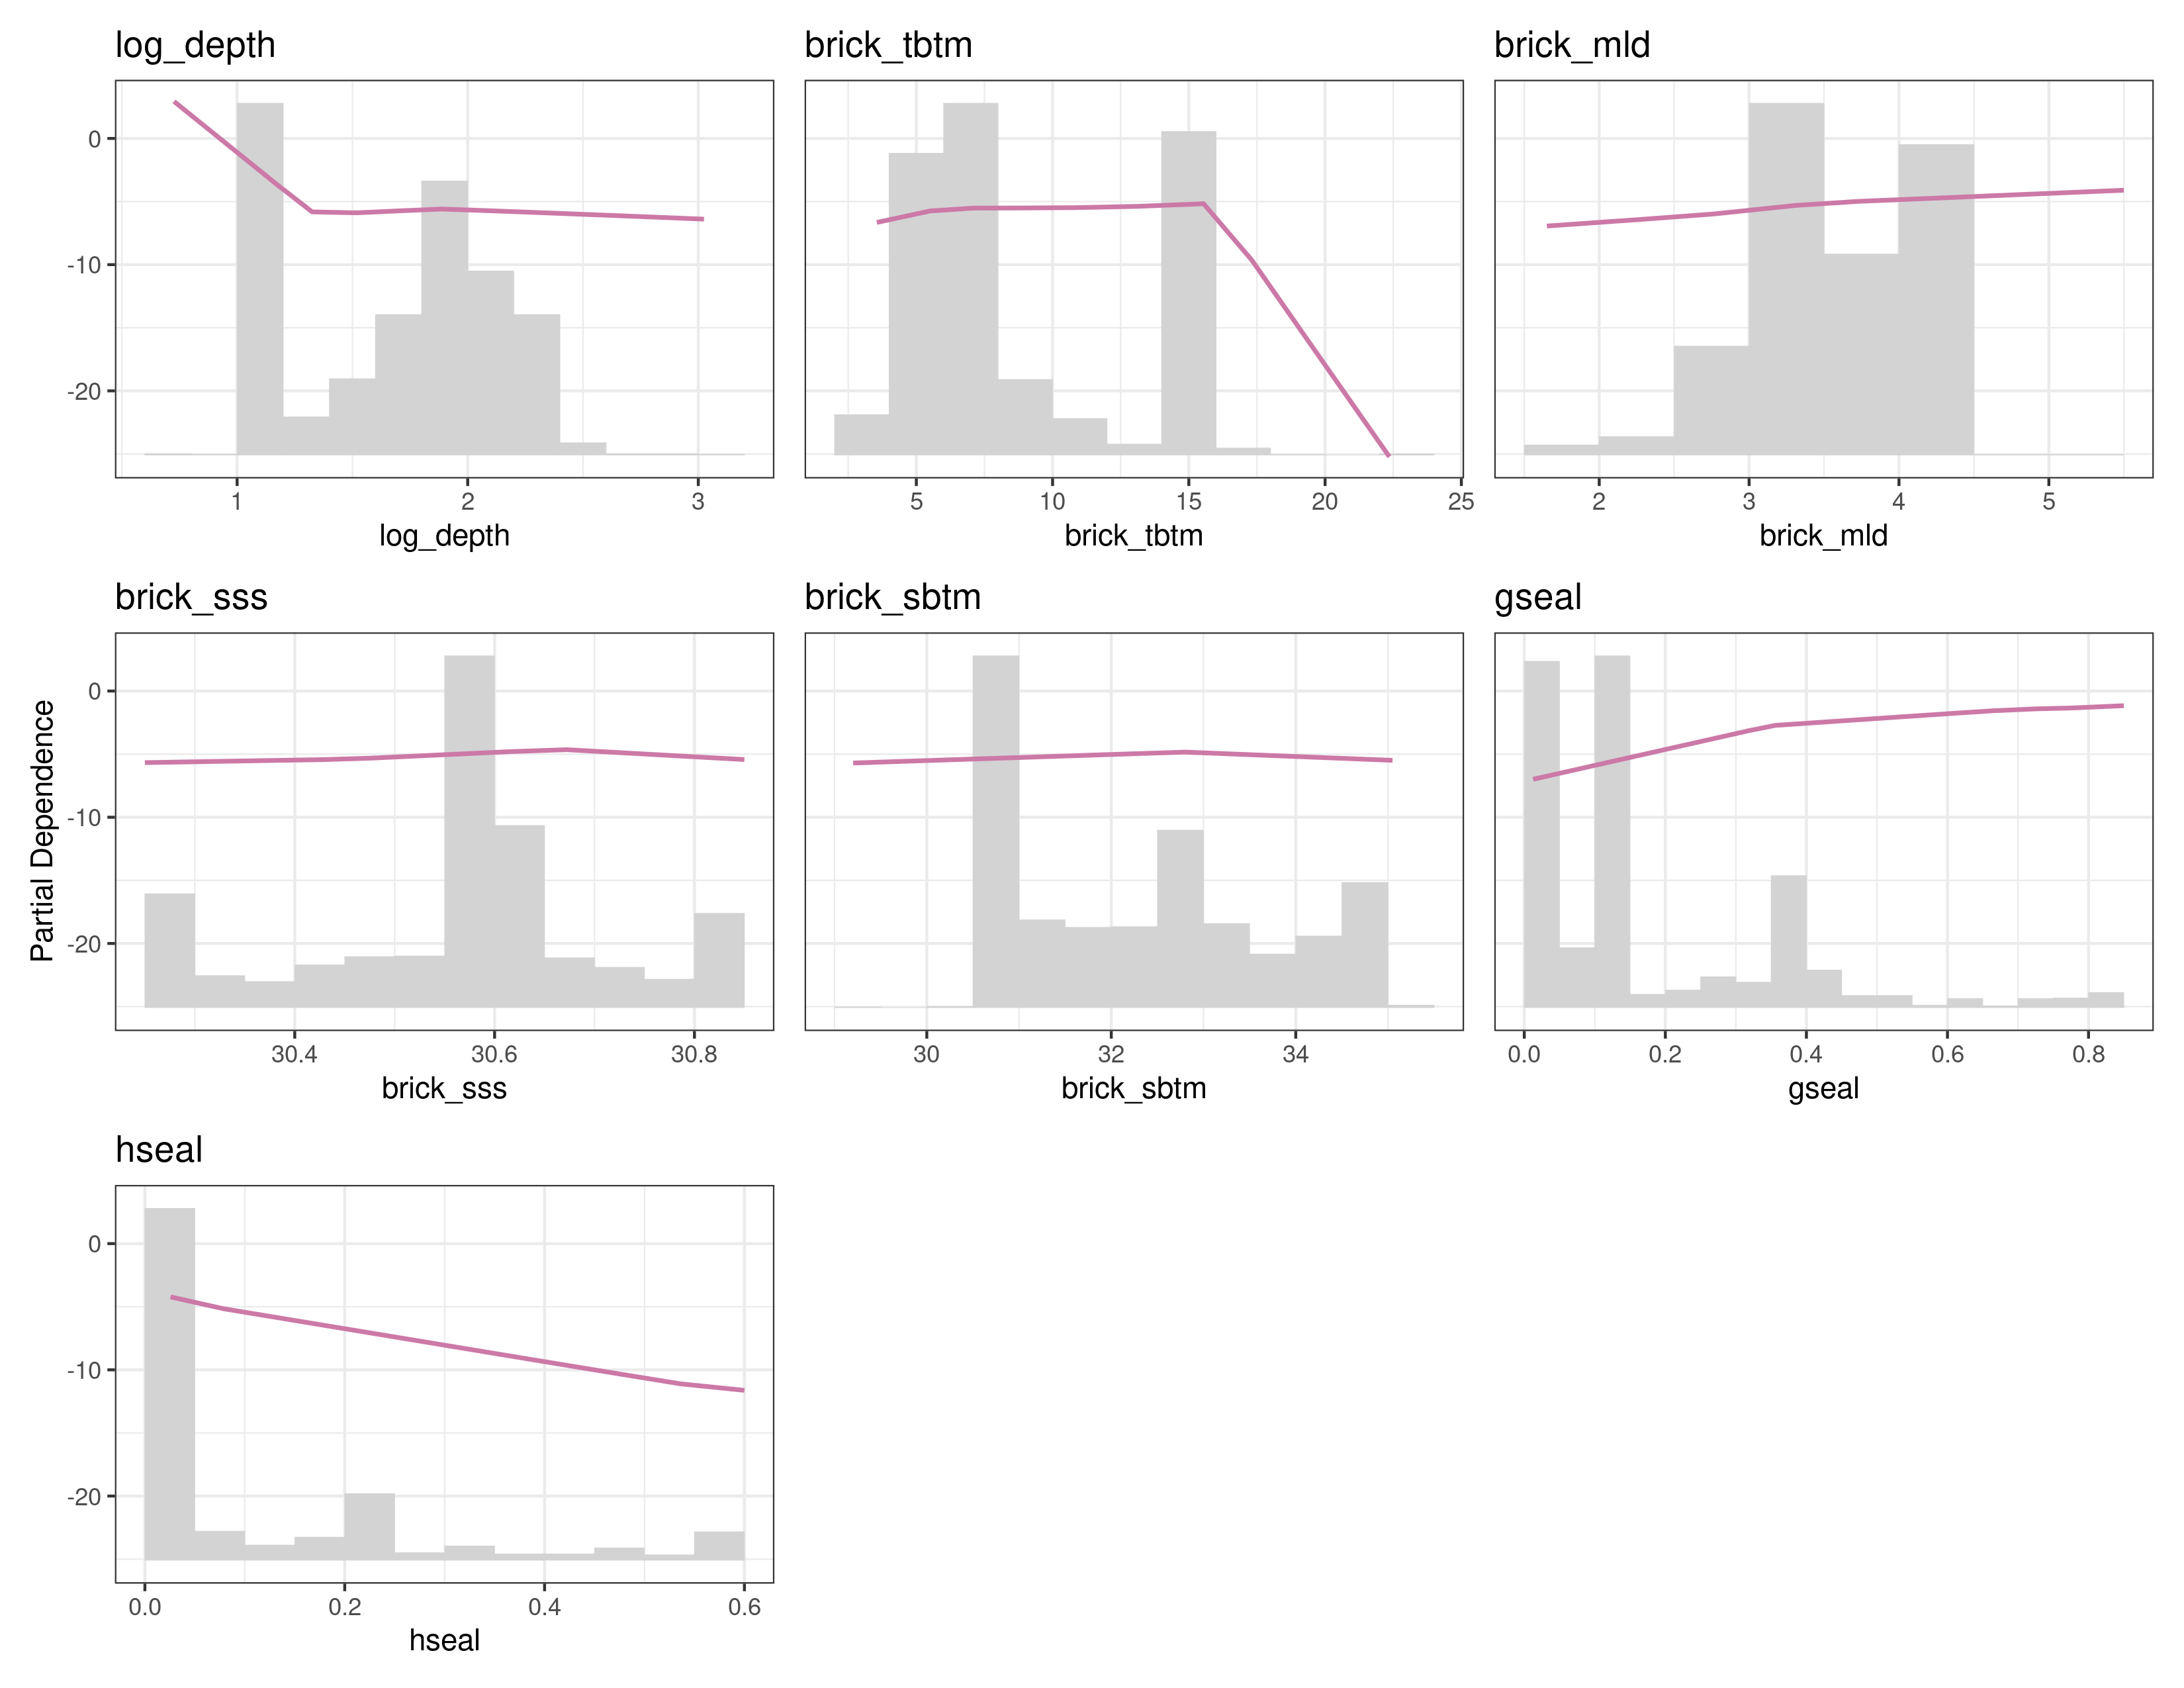 log_depth
brick_tbtm
brick_mld
0
-10
-20
1 2 3
5 10 15 20 25
2 3 4 5
log_depth
brick_tbtm
brick_mld
brick_sss
brick_sbtm
gseal
Partial Dependence
0
-10
-20
30.4 30.6 30.8
30 32 34
0.0 0.2 0.4 0.6 0.8
brick_sss
brick_sbtm
gseal
hseal
0
-10
-20
0.0 0.2 0.4 0.6
hseal